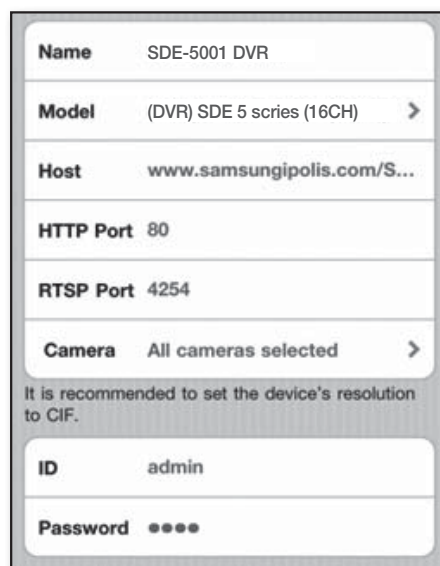 Name SDE-5001 DVR
Model (DVR) SDE 5 scries (16CH) >
Host www.samsungipolis.com/S...
HTTP Port 80
RTSP Port 4254
Camera All cameras selected >
It is recommended to set the device's resolution
to CIF.
ID admin
Password ●●●●